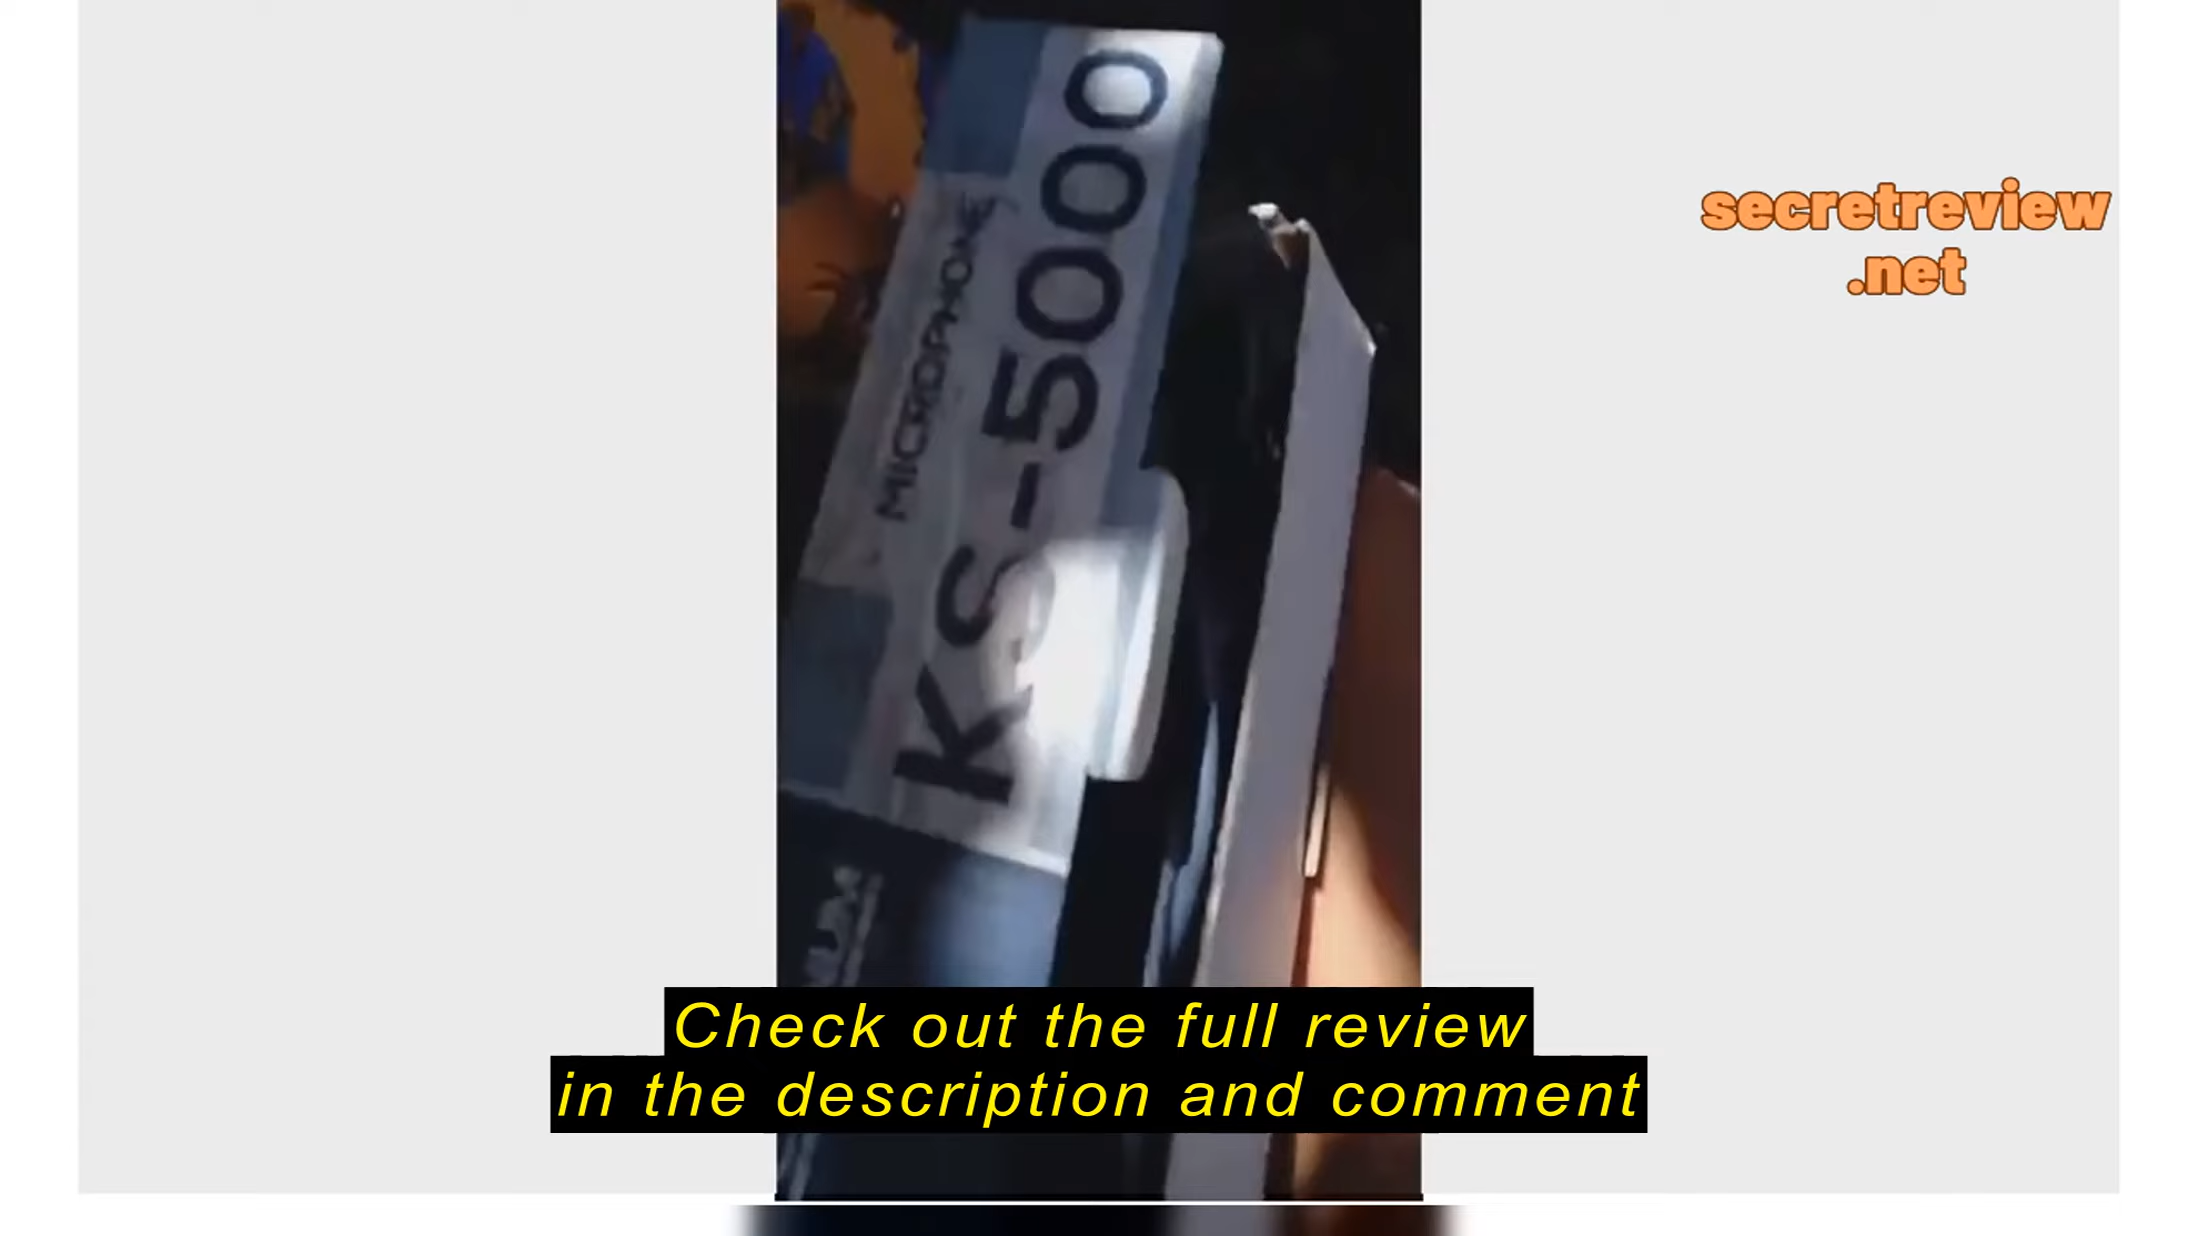 secretreview
.net
KS-5000
MICROPHONE
Check out the full review
in the description and comment